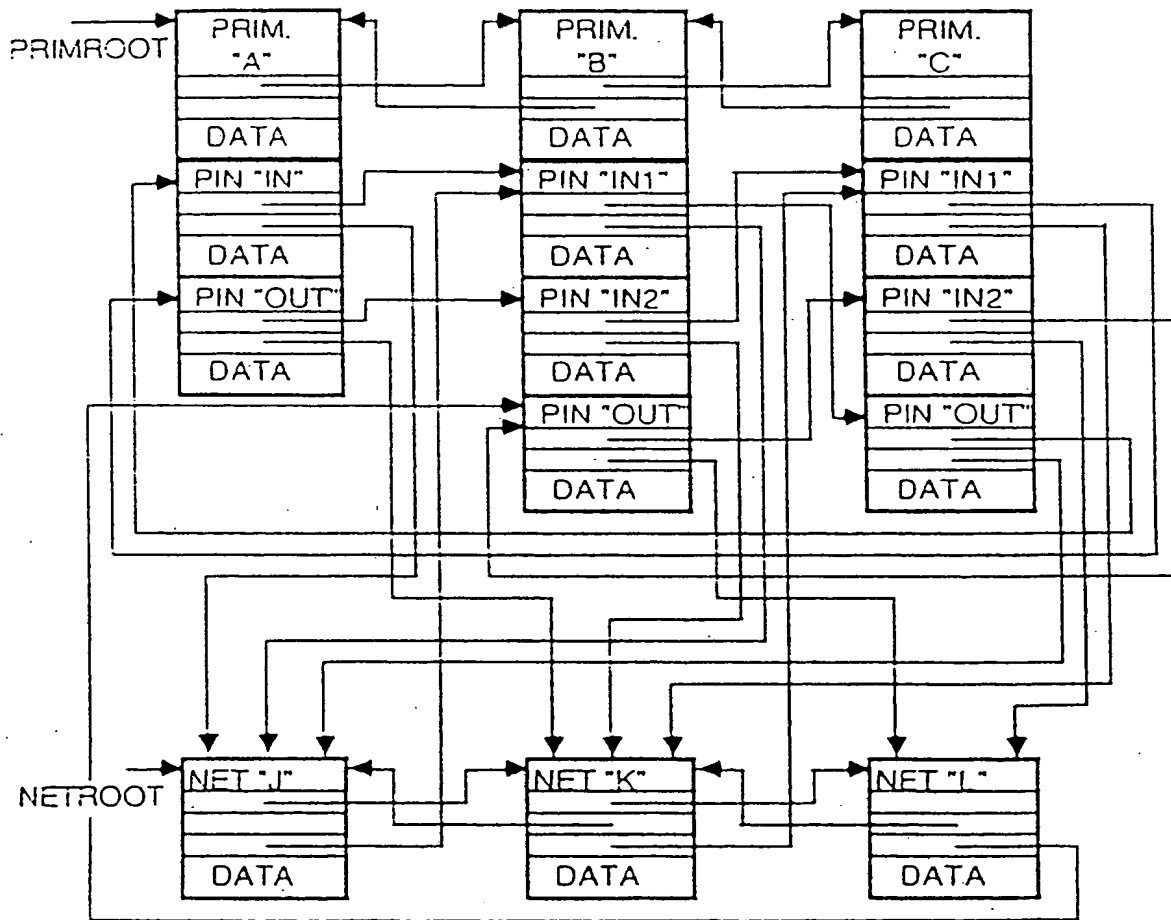 PRIMROOT
PRIM.
"A"
DATA
PIN "IN"
DATA
PIN "OUT"
DATA
PRIM.
"B"
DATA
PIN "IN1"
DATA
PIN "IN2"
DATA
PIN "OUT"
DATA
PRIM.
"C"
DATA
PIN "IN1"
DATA
PIN "IN2"
DATA
PIN "OUT"
DATA
NETROOT
NET "J"
DATA
NET "K"
DATA
NET "L"
DATA